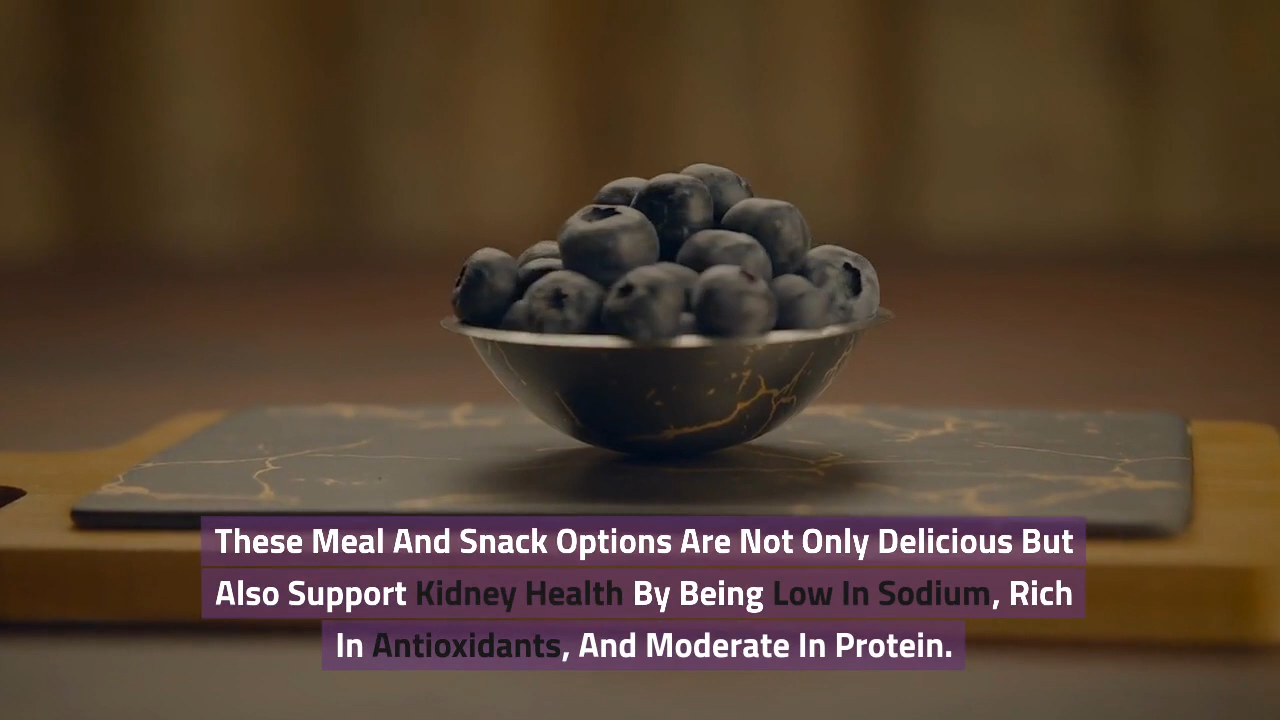 These Meal And Snack Options Are Not Only Delicious But
Also Support Kidney Health By Being Low In Sodium, Rich
In Antioxidants, And Moderate In Protein.